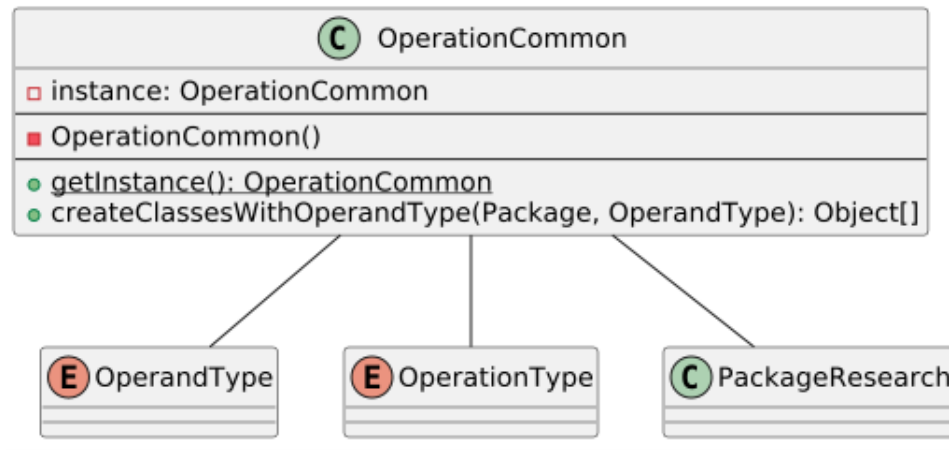 C OperationCommon
instance: OperationCommon
OperationCommon()
getInstance(): OperationCommon
createClassesWithOperandType(Package, OperandType): Object[]
E OperandType
E OperationType
C PackageResearch